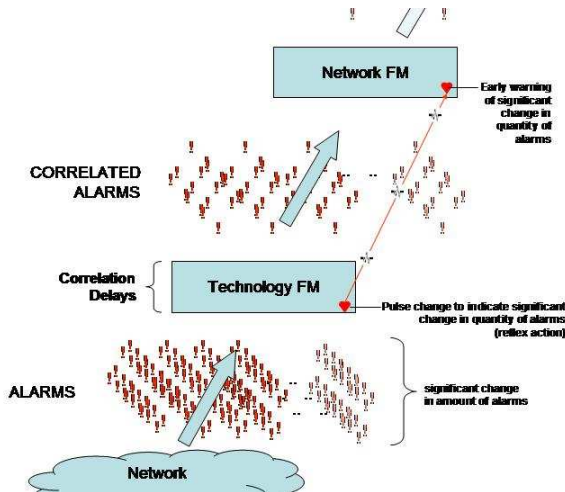 Network FM
Early warning
of significant
change in
quantity of
alarms
CORRELATED
ALARMS
Correlation
Delays
Technology FM
Pulse change to indicate significant
change in quantity of alarms
(reflex action)
ALARMS
significant change
in amount of alarms
Network